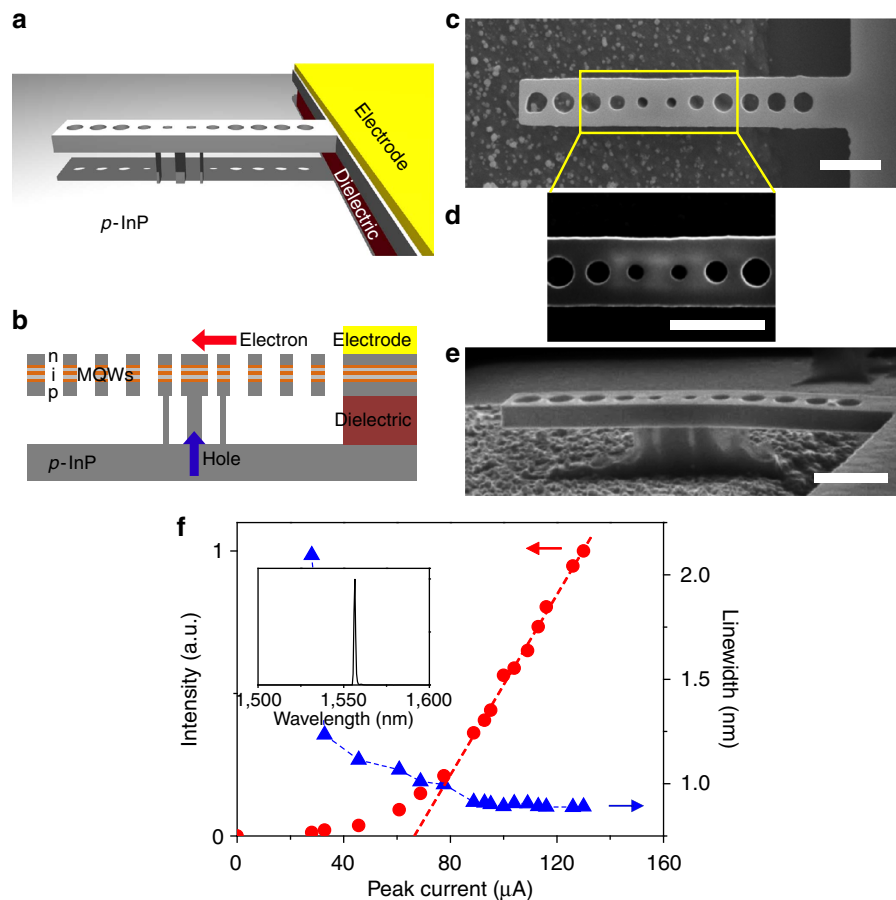 a
Electrode
Dielectric
p-InP
b
Electron
Electrode
n
i
p
MQWs
Dielectric
Hole
p-InP
c
d
e
f
1
0
Intensity (a.u.)
2.0
1.5
1.0
Linewidth (nm)
1,500 1,550 1,600
Wavelength (nm)
0 40 80 120 160
Peak current (μA)